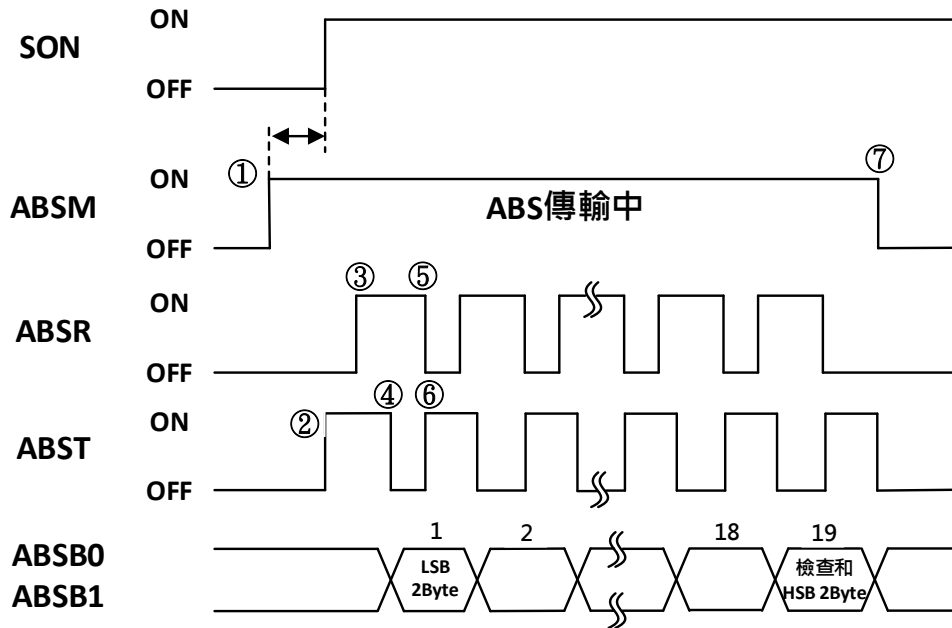 SON
ON
OFF
ABSM
ON
①
⑦
ABS傳輸中
OFF
ABSR
ON
③
⑤
OFF
ABST
ON
②
④
⑥
OFF
ABSB0
ABSB1
1
2
18
19
LSB
2Byte
檢查和
HSB 2Byte